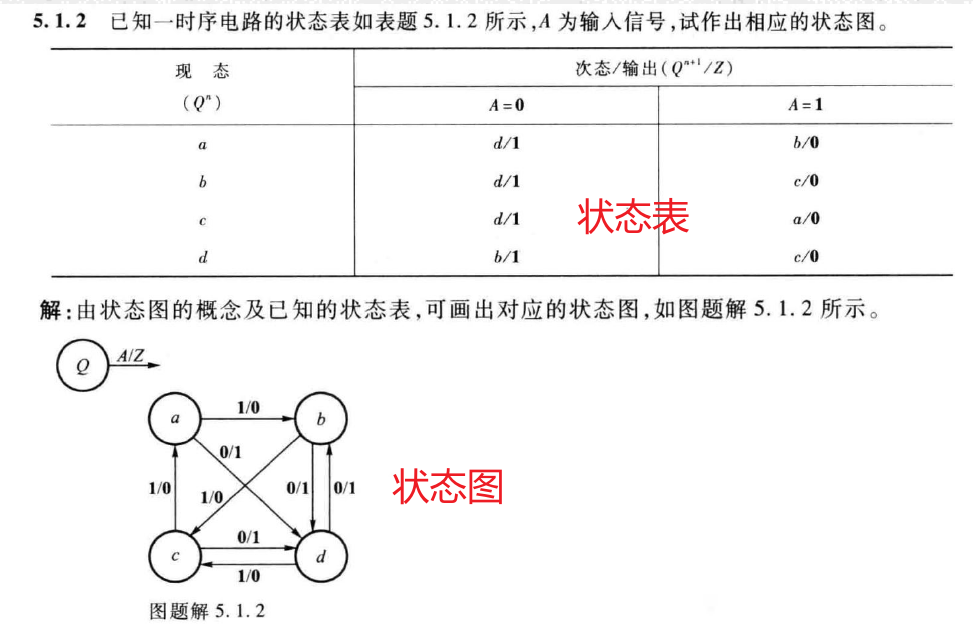 5.1.2 已知一时序电路的状态表如表题 5.1.2 所示,A 为输入信号,试作出相应的状态图。
现 态 次态/输出(Qⁿ⁺¹/Z)
(Qⁿ) A=0 A=1
a d/1 b/0
b d/1 c/0
c d/1 a/0
d b/1 c/0
状态表
解:由状态图的概念及已知的状态表,可画出对应的状态图,如图题解 5.1.2 所示。
Q A/Z
a 1/0 b
0/1
1/0 1/0 0/1 0/1
状态图
c 0/1 d
1/0
图题解 5.1.2